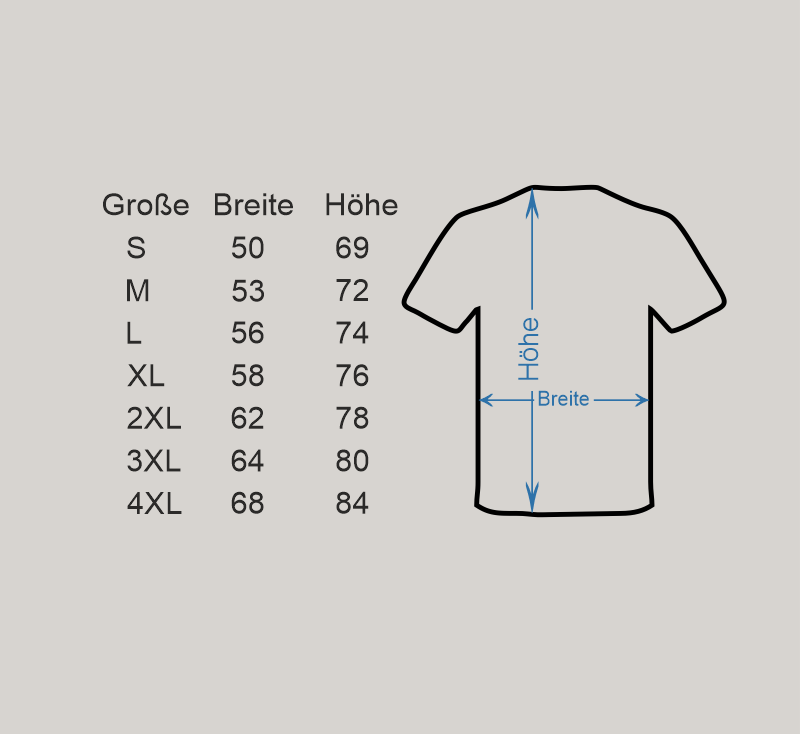 Große Breite Höhe
S 50 69
M 53 72
L 56 74
XL 58 76
2XL 62 78
3XL 64 80
4XL 68 84
Höhe
Breite